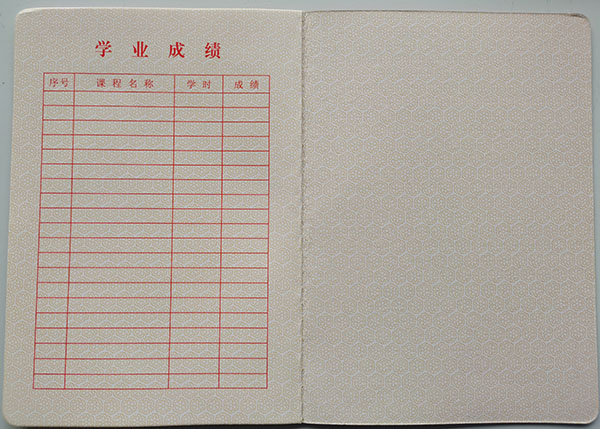 学业成绩
序号 课程名称 学时 成绩